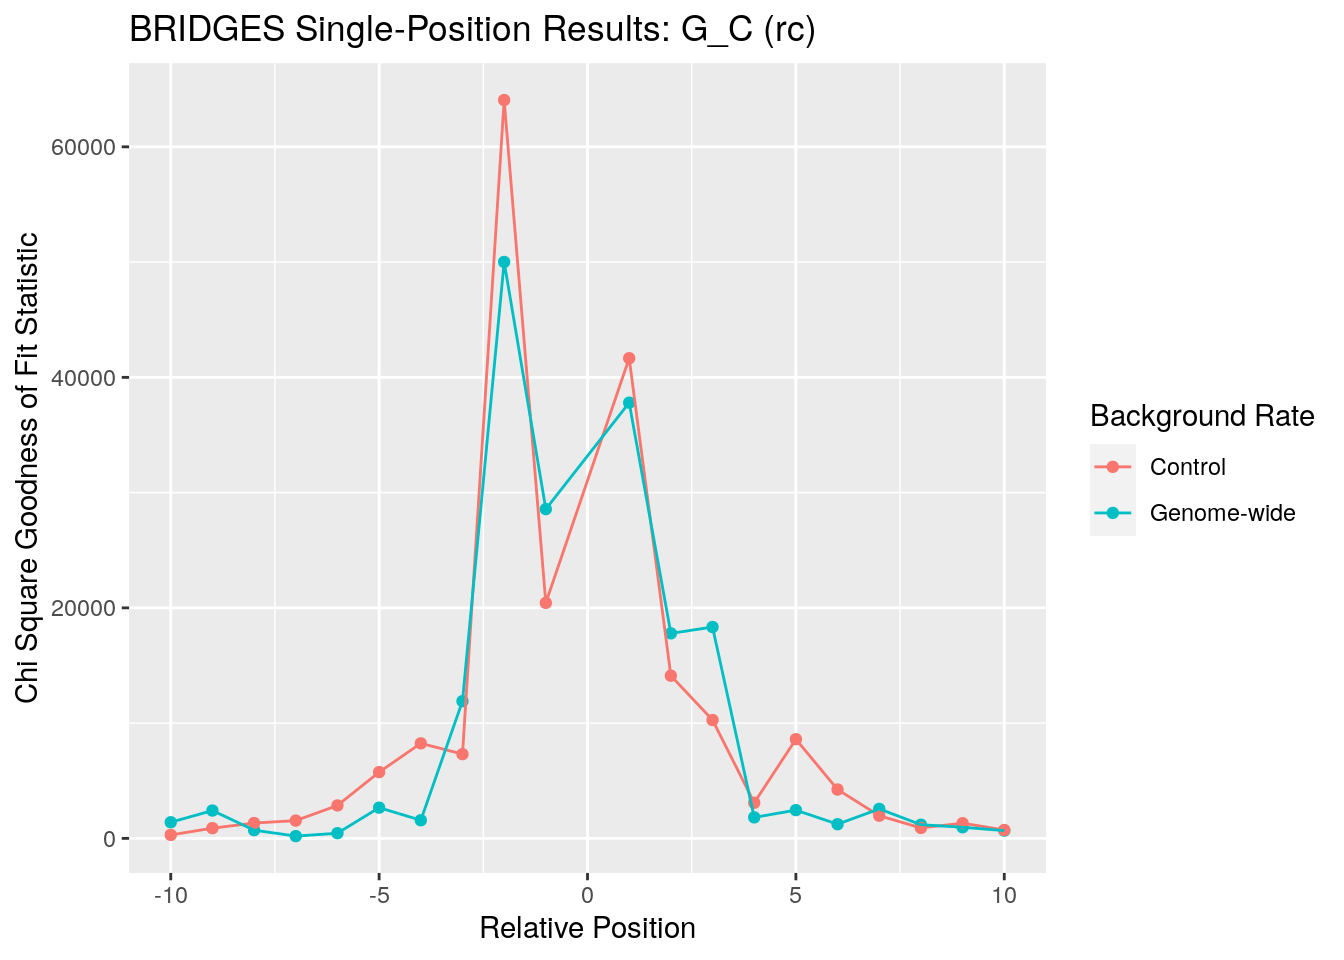 BRIDGES Single-Position Results: G_C (rc)
Chi Square Goodness of Fit Statistic
60000
40000
20000
0
-10
-5
0
5
10
Relative Position
Background Rate
Control
Genome-wide